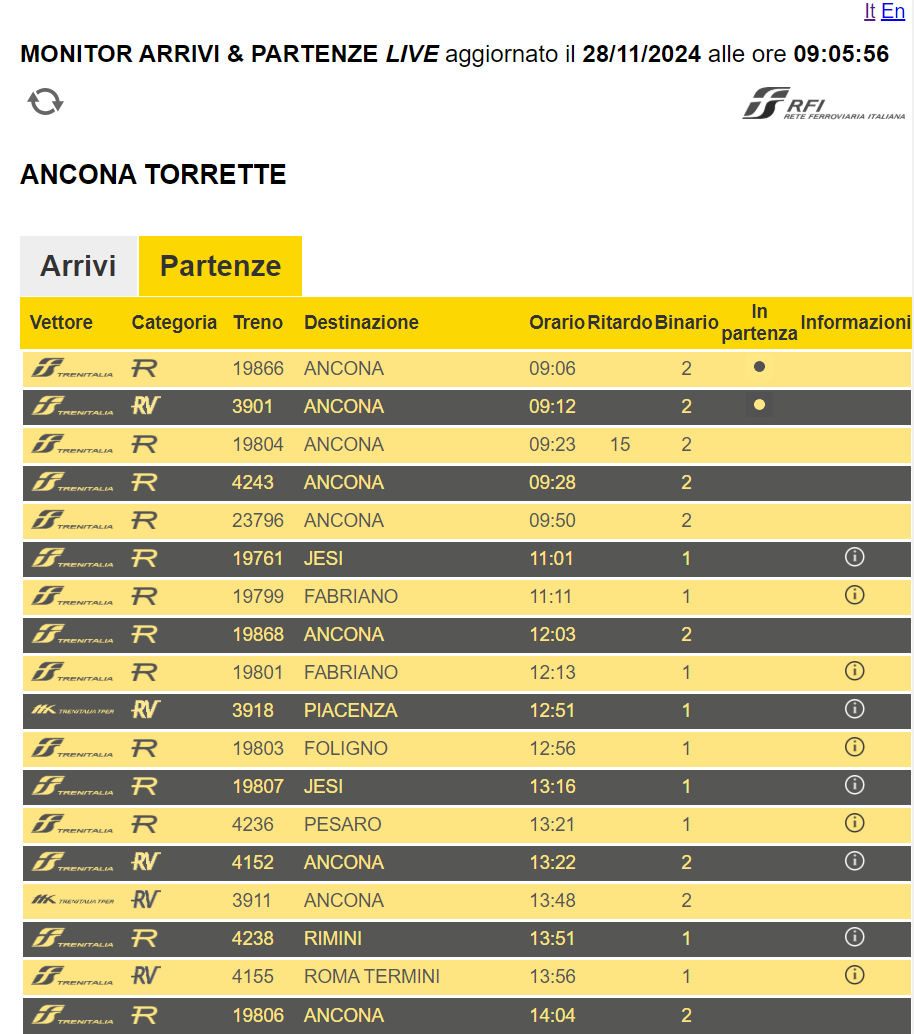 It En
MONITOR ARRIVI & PARTENZE LIVE aggiornato il 28/11/2024 alle ore 09:05:56
RFI
RETE FERROVIARIA ITALIANA
ANCONA TORRETTE
Arrivi Partenze
Vettore Categoria Treno Destinazione Orario Ritardo Binario In partenza Informazioni
TRENITALIA R 19866 ANCONA 09:06 2
TRENITALIA RV 3901 ANCONA 09:12 2
TRENITALIA R 19804 ANCONA 09:23 15 2
TRENITALIA R 4243 ANCONA 09:28 2
TRENITALIA R 23796 ANCONA 09:50 2
TRENITALIA R 19761 JESI 11:01 1 i
TRENITALIA R 19799 FABRIANO 11:11 1 i
TRENITALIA R 19868 ANCONA 12:03 2
TRENITALIA R 19801 FABRIANO 12:13 1 i
TRENITALIA TPER RV 3918 PIACENZA 12:51 1 i
TRENITALIA R 19803 FOLIGNO 12:56 1 i
TRENITALIA R 19807 JESI 13:16 1 i
TRENITALIA R 4236 PESARO 13:21 1 i
TRENITALIA RV 4152 ANCONA 13:22 2 i
TRENITALIA TPER RV 3911 ANCONA 13:48 2
TRENITALIA R 4238 RIMINI 13:51 1 i
TRENITALIA RV 4155 ROMA TERMINI 13:56 1 i
TRENITALIA R 19806 ANCONA 14:04 2